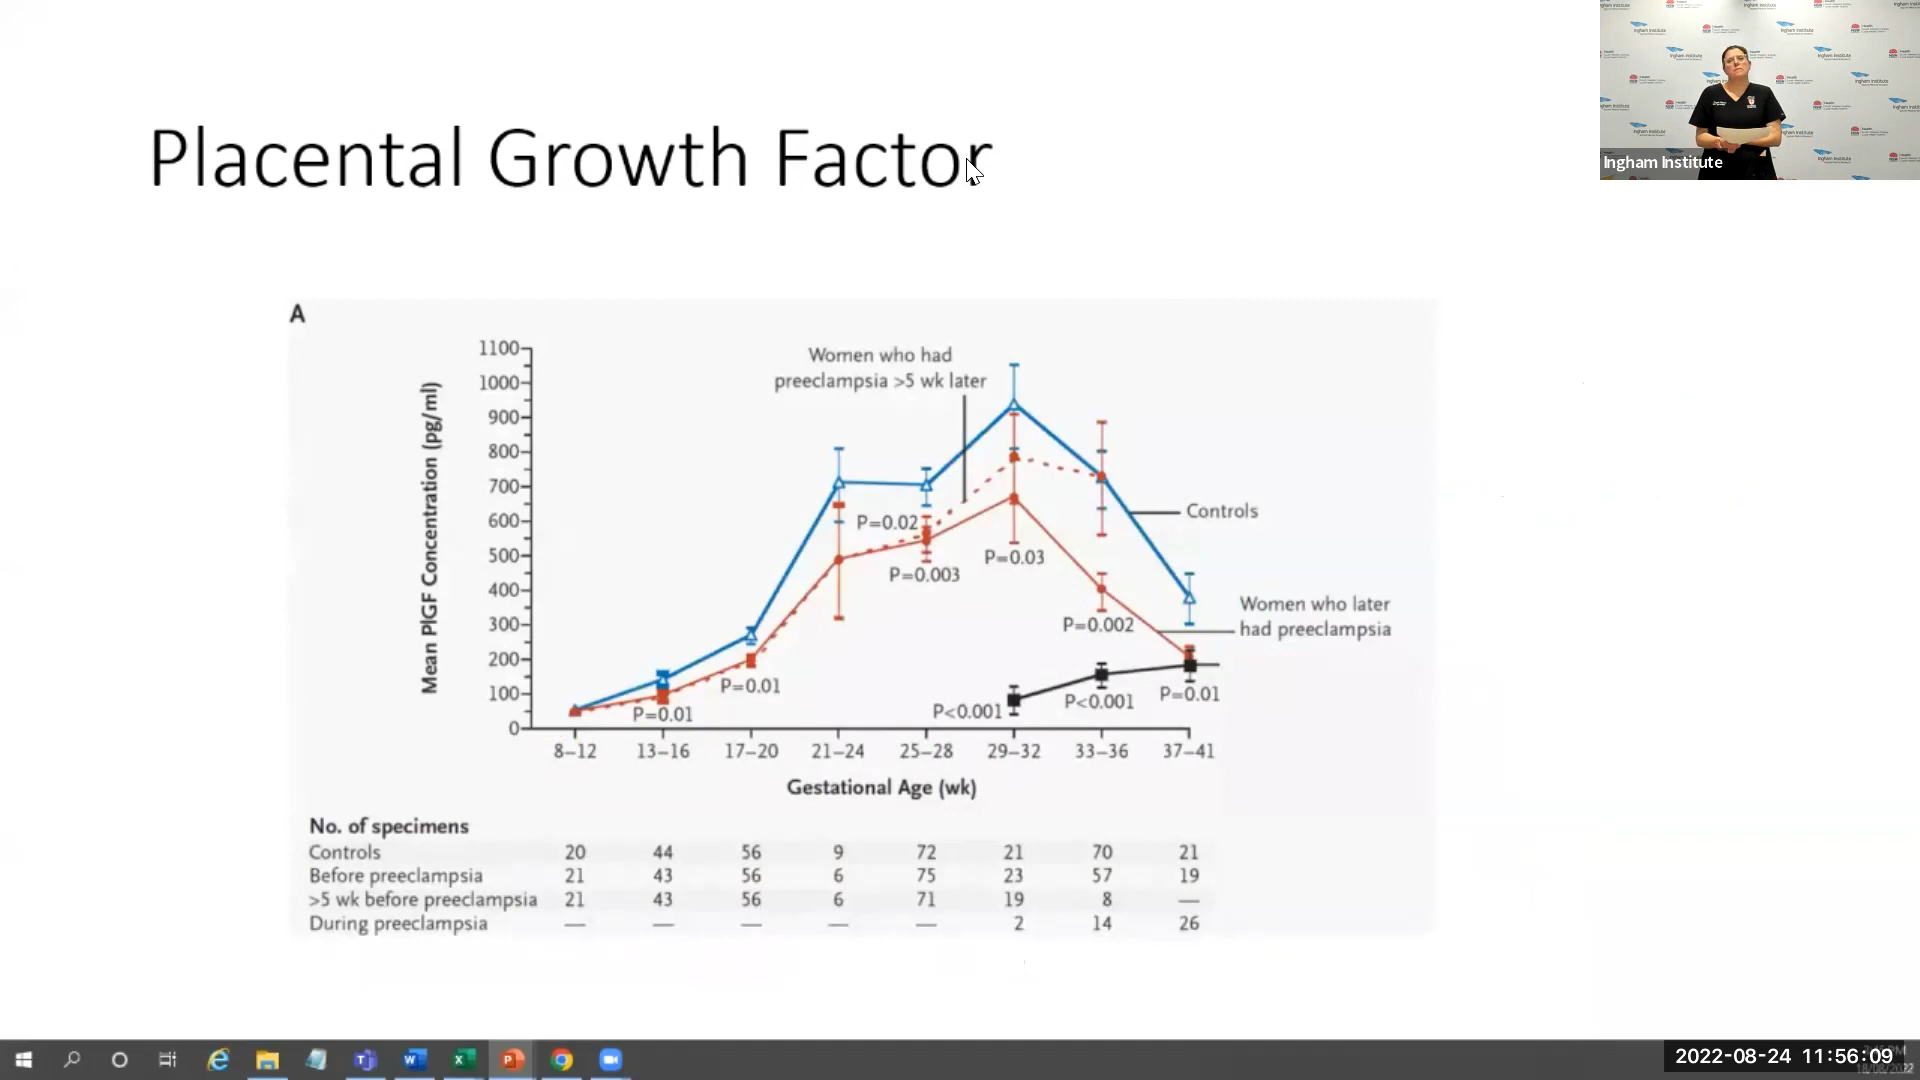 Placental Growth Factor
Ingham Institute
A
Women who had
preeclampsia >5 wk later
Mean PlGF Concentration (pg/ml)
1100
1000
900
800
700
600
500
400
300
200
100
0
P=0.02
P=0.003
P=0.03
P=0.002
P=0.01
P=0.01
P<0.001
P<0.001
P=0.01
Controls
Women who later
had preeclampsia
8–12 13–16 17–20 21–24 25–28 29–32 33–36 37–41
Gestational Age (wk)
No. of specimens
Controls 20 44 56 9 72 21 70 21
Before preeclampsia 21 43 56 6 75 23 57 19
>5 wk before preeclampsia 21 43 56 6 71 19 8 —
During preeclampsia — — — — — 2 14 26
2022-08-24 11:56:09